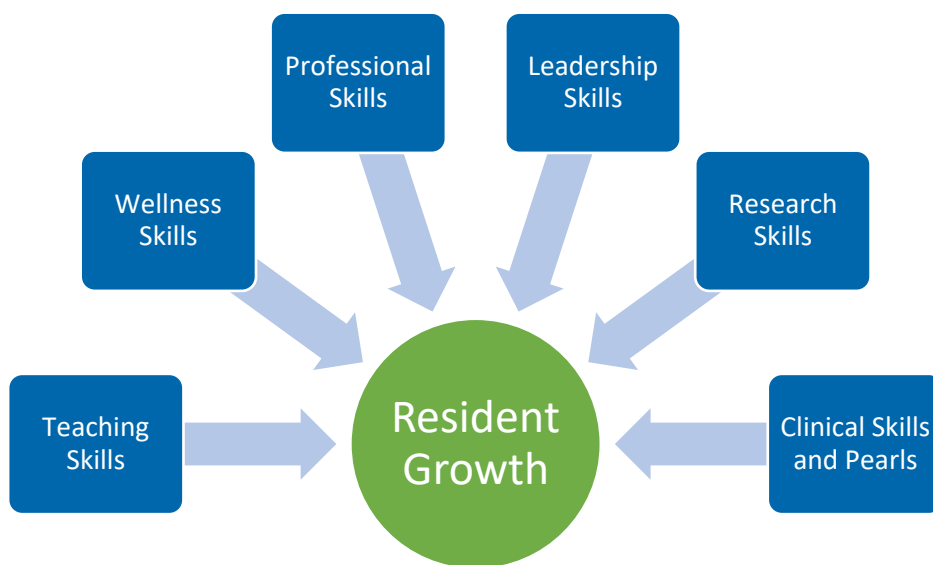 Professional
Skills
Leadership
Skills
Wellness
Skills
Research
Skills
Teaching
Skills
Resident
Growth
Clinical Skills
and Pearls